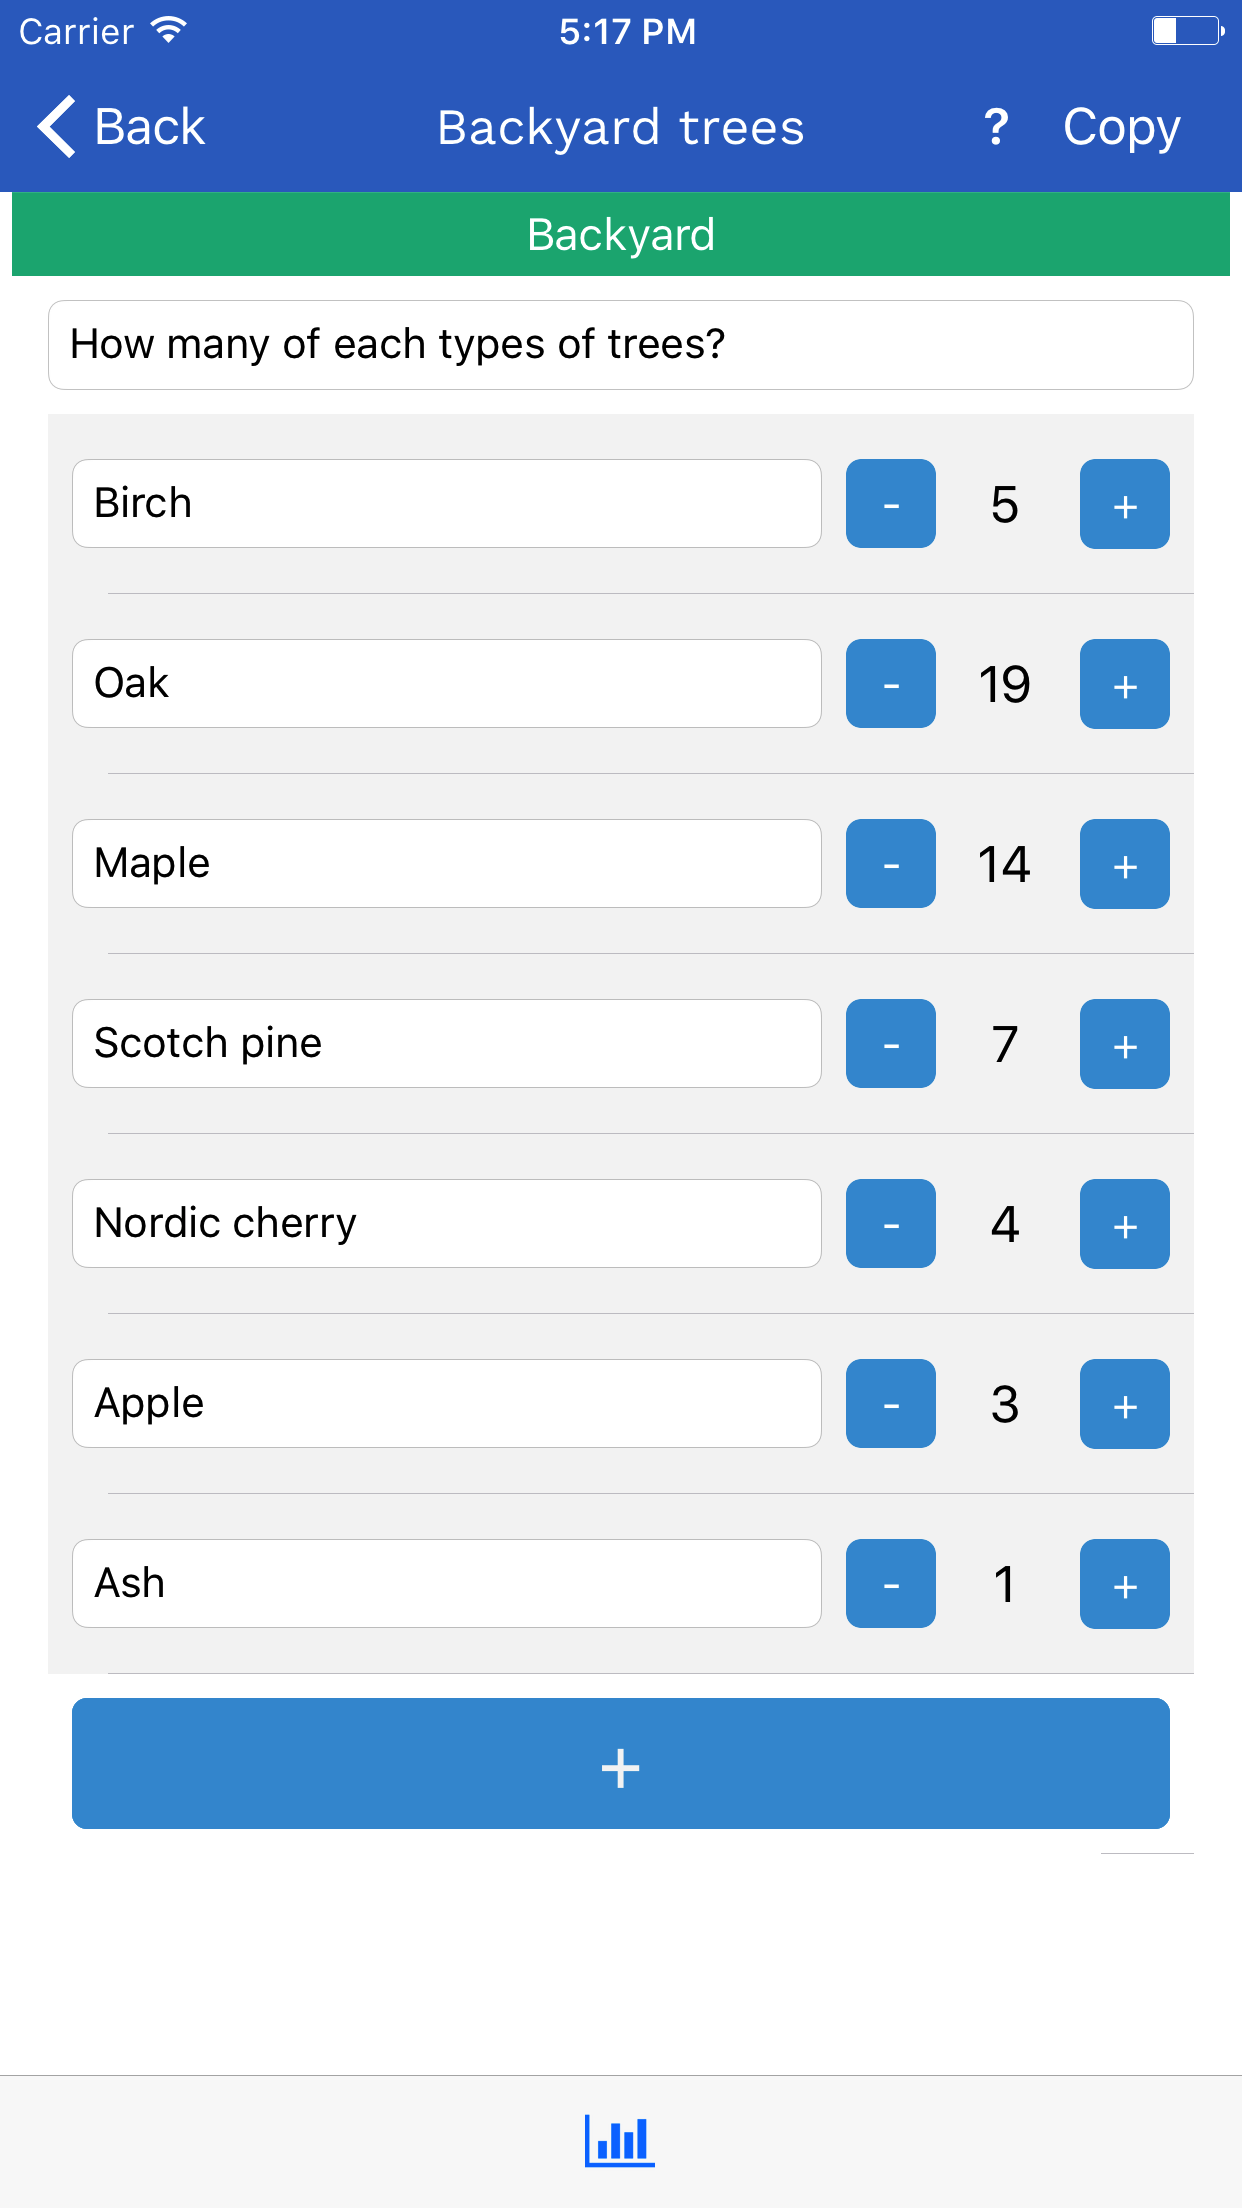 Carrier 5:17 PM
Back Backyard trees ? Copy
Backyard
How many of each types of trees?
Birch - 5 +
Oak - 19 +
Maple - 14 +
Scotch pine - 7 +
Nordic cherry - 4 +
Apple - 3 +
Ash - 1 +
+